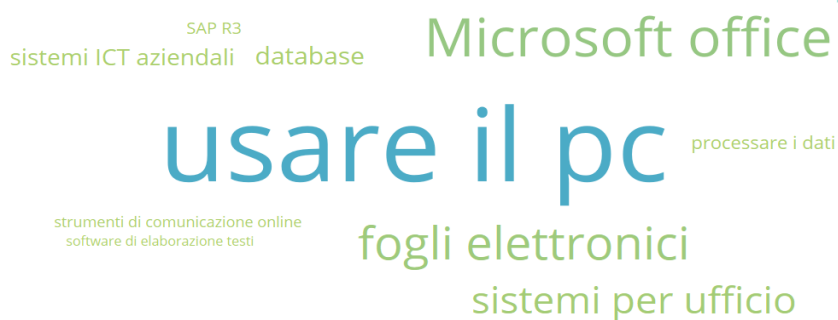 SAP R3
Microsoft office
sistemi ICT aziendali
database
usare il pc
processare i dati
strumenti di comunicazione online
software di elaborazione testi
fogli elettronici
sistemi per ufficio